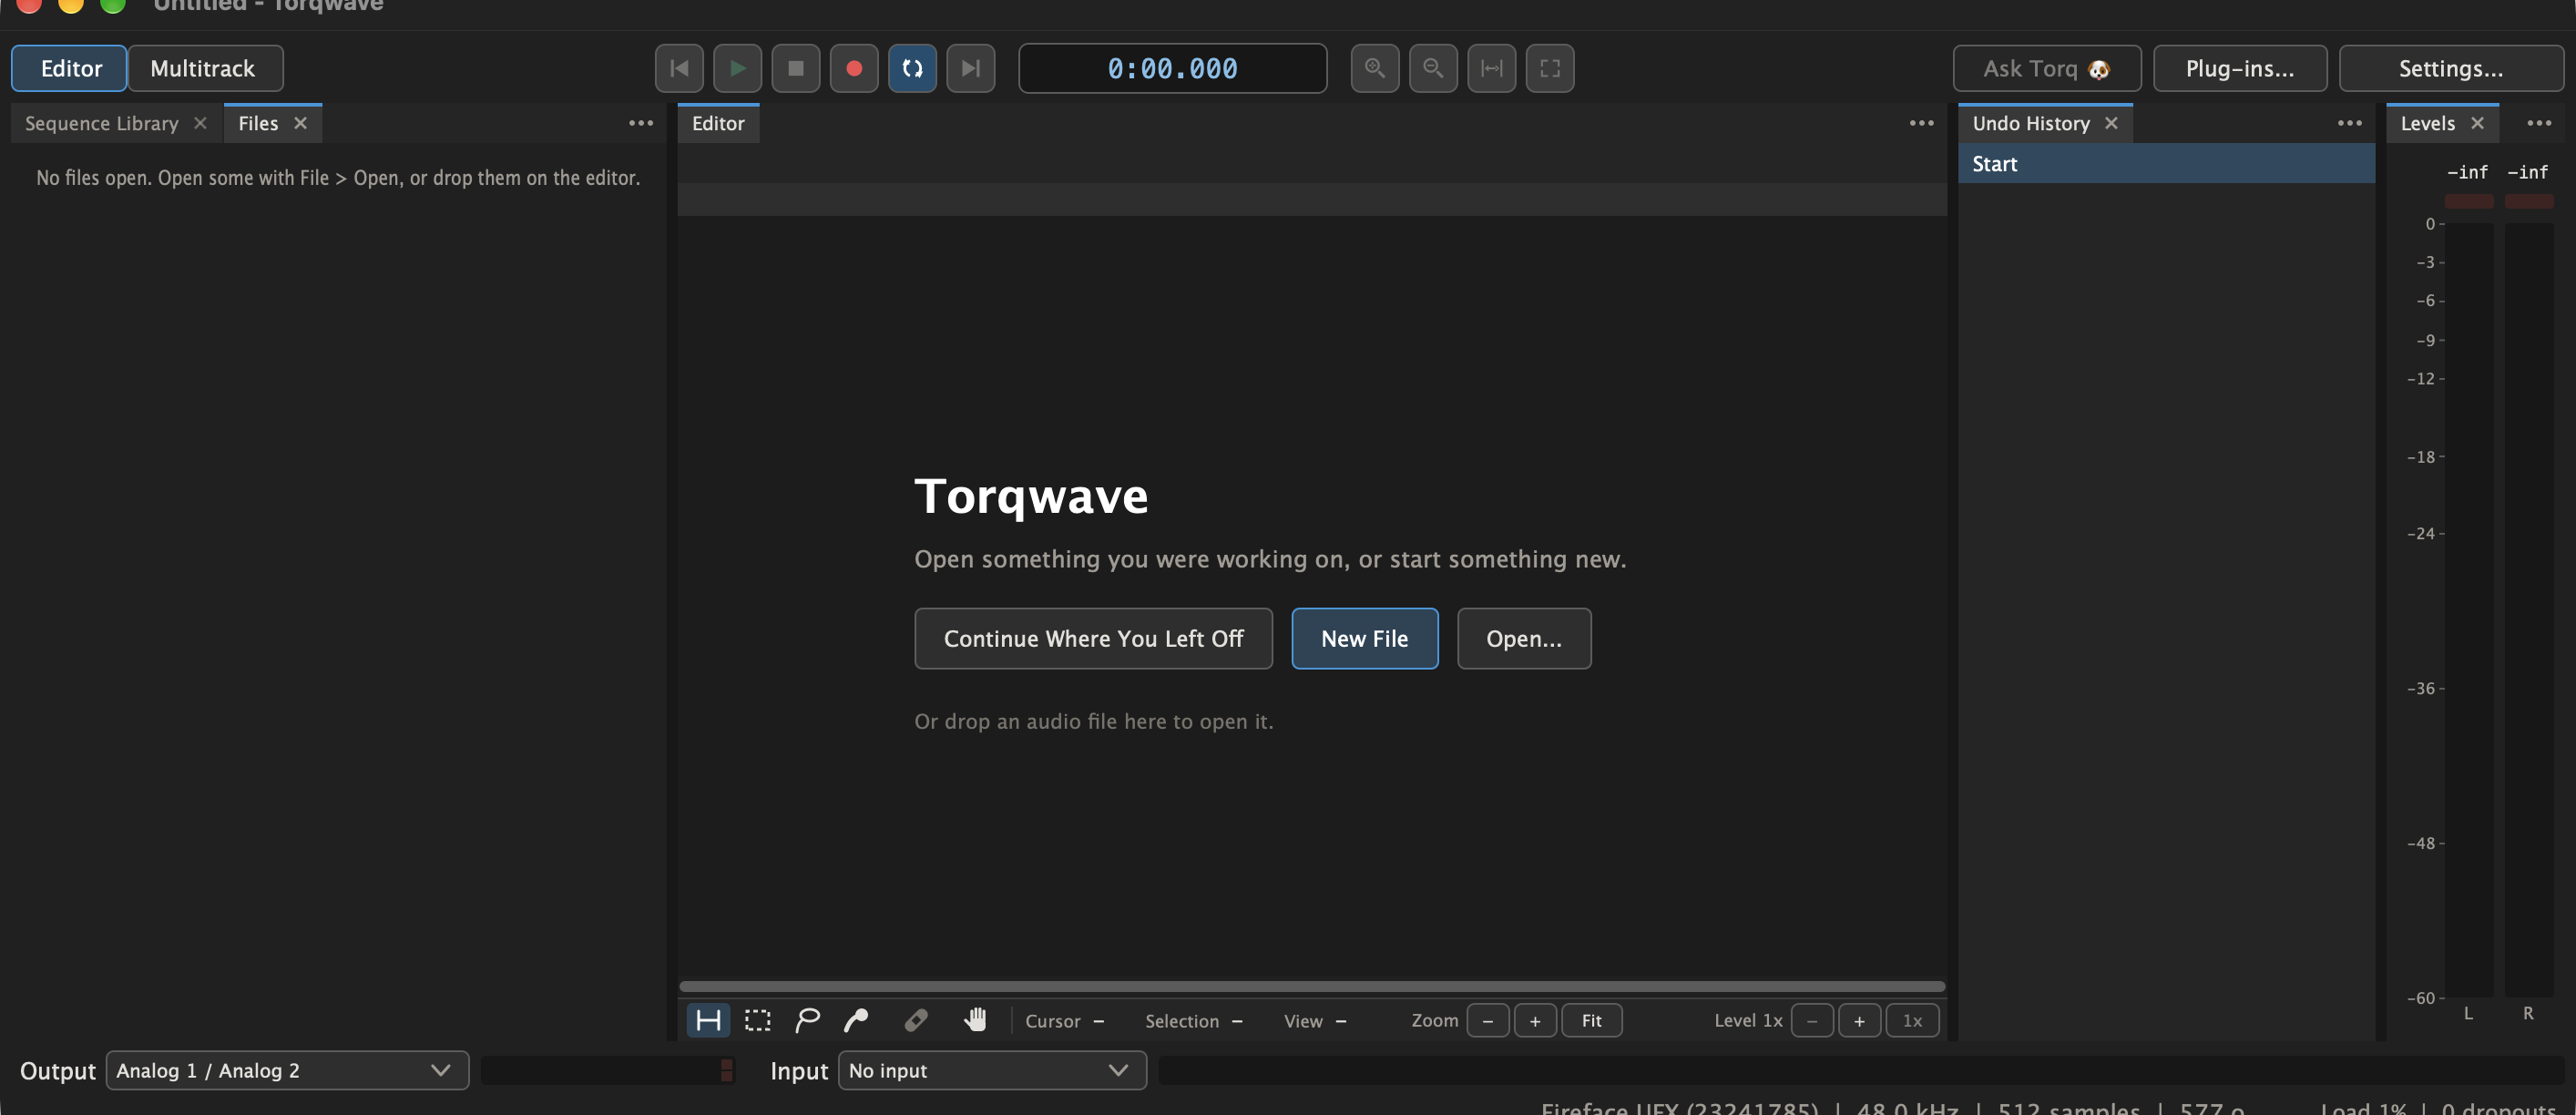 Untitled - Torqwave
Editor Multitrack 0:00.000 Ask Torq Plug-ins... Settings...
Sequence Library Files Editor Undo History Levels
No files open. Open some with File > Open, or drop them on the editor.
Start
-inf -inf
0
-3
-6
-9
-12
-18
-24
-36
-48
-60
L R
Torqwave
Open something you were working on, or start something new.
Continue Where You Left Off New File Open...
Or drop an audio file here to open it.
Cursor – Selection – View – Zoom − + Fit Level 1x − + 1x
Output Analog 1 / Analog 2 Input No input
Fireface UFX (23241785) | 48.0 kHz | 512 samples | Load 1% | 0 dropouts